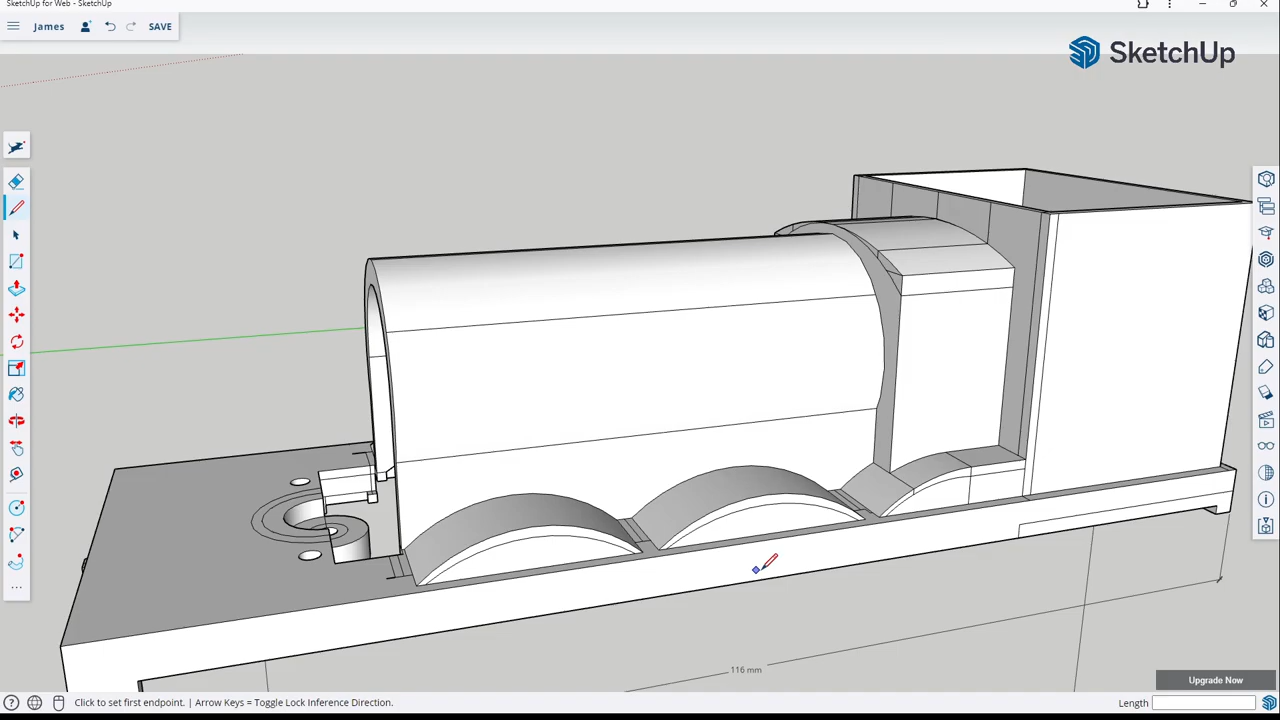 SketchUp for Web - SketchUp
James
SAVE
SketchUp
116 mm
Upgrade Now
Click to set first endpoint. | Arrow Keys = Toggle Lock Inference Direction.
Length